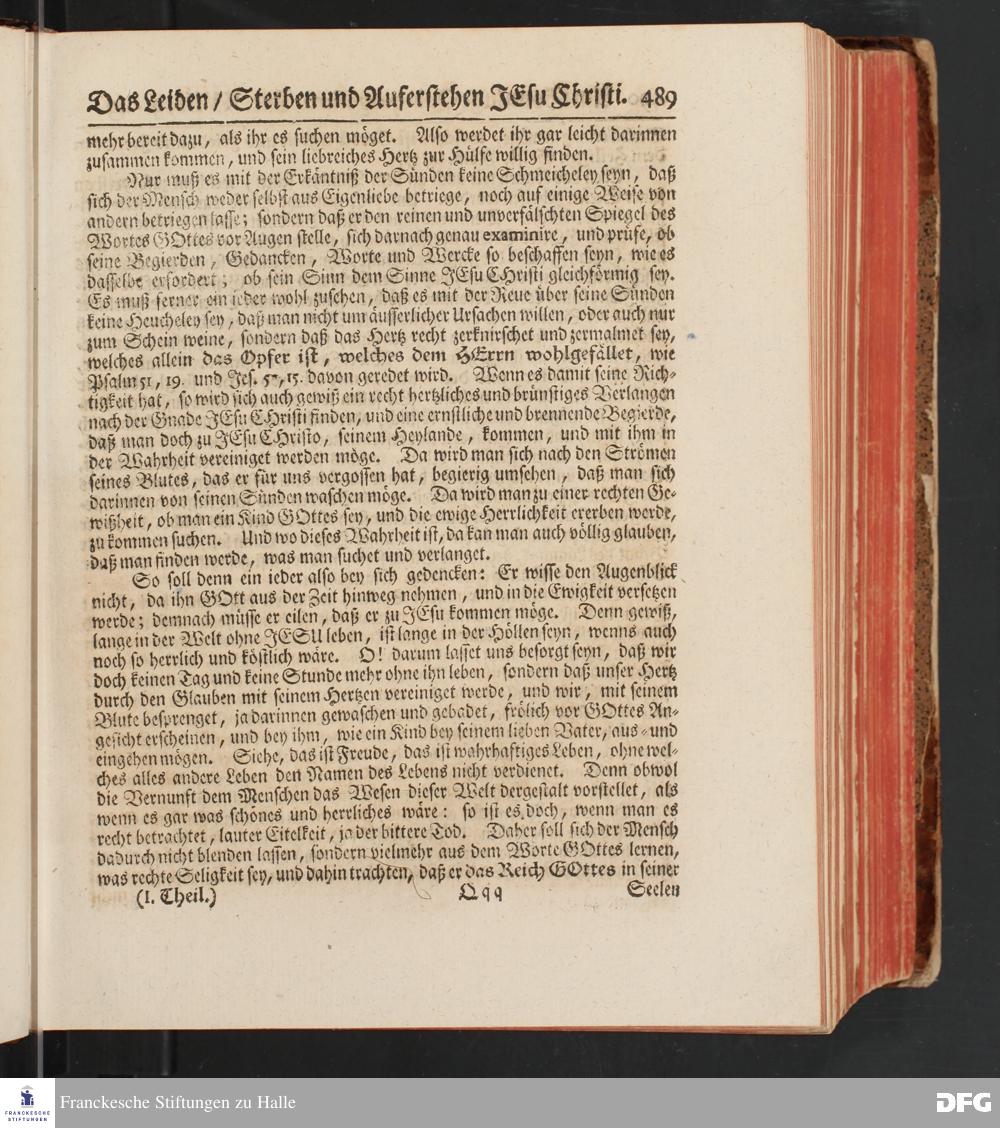 Das Leiden / Sterben und Auferstehen JEsu Christi. 489
mehr bereit dazu, als ihr es suchen möget. Also werdet ihr gar leicht darinnen
zusammen kommen, und sein liebreiches Hertz zur Hülfe willig finden.
Nur muß es mit der Erkäntniß der Sünden keine Schmeicheley seyn, daß
sich der Mensch weder selbst aus Eigenliebe betriege, noch auf einige Weise von
andern betriegen lasse; sondern daß er den reinen und unverfälschten Spiegel des
Wortes GOttes vor Augen stelle, sich darnach genau examinire, und prüfe, ob
seine Begierden, Gedancken, Worte und Wercke so beschaffen seyn, wie es
dasselbe erfordert; ob sein Sinn dem Sinne JEsu CHristi gleichförmig sey.
Es muß ferner ein ieder wohl zusehen, daß es mit der Reue über seine Sünden
keine Heucheley sey, daß man nicht um äusserlicher Ursachen willen, oder auch nur
zum Schein weine, sondern daß das Hertz recht zerknirschet und zermalmet sey,
welches allein das Opfer ist, welches dem HErrn wohlgefället, wie
Psalm 51, 19. und Jes. 57, 15. davon geredet wird. Wenn es damit seine Rich-
tigkeit hat, so wird sich auch gewiß ein recht hertzliches und brünstiges Verlangen
nach der Gnade JEsu CHristi finden, und eine ernstliche und brennende Begierde,
daß man doch zu JEsu CHristo, seinem Heylande, kommen, und mit ihm in
der Wahrheit vereiniget werden möge. Da wird man sich nach den Strömen
seines Blutes, das er für uns vergossen hat, begierig umsehen, daß man sich
darinnen von seinen Sünden waschen möge. Da wird man zu einer rechten Ge-
wißheit, ob man ein Kind GOttes sey, und die ewige Herrlichkeit ererben werde,
zu kommen suchen. Und wo dieses Wahrheit ist, da kan man auch völlig glauben,
daß man finden werde, was man suchet und verlanget.
So soll denn ein ieder also bey sich gedencken: Er wisse den Augenblick
nicht, da ihn GOtt aus der Zeit hinweg nehmen, und in die Ewigkeit versetzen
werde; demnach müsse er eilen, daß er zu JEsu kommen möge. Denn gewiß,
lange in der Welt ohne JESU leben, ist lange in der Höllen seyn, wenns auch
noch so herrlich und köstlich wäre. O! darum lasset uns besorgt seyn, daß wir
doch keinen Tag und keine Stunde mehr ohne ihn leben, sondern daß unser Hertz
durch den Glauben mit seinem Hertzen vereiniget werde, und wir, mit seinem
Blute besprenget, ja darinnen gewaschen und gebadet, frölich vor GOttes An-
gesicht erscheinen, und bey ihm, wie ein Kind bey seinem lieben Vater, aus- und
eingehen mögen. Siehe, das ist Freude, das ist wahrhaftiges Leben, ohne wel-
ches alles andere Leben den Namen des Lebens nicht verdienet. Denn obwol
die Vernunft dem Menschen das Wesen dieser Welt dergestalt vorstellet, als
wenn es gar was schönes und herrliches wäre: so ist es doch, wenn man es
recht betrachtet, lauter Eitelkeit, ja der bittere Tod. Daher soll sich der Mensch
dadurch nicht blenden lassen, sondern vielmehr aus dem Worte GOttes lernen,
was rechte Seligkeit sey, und dahin trachten, daß er das Reich GOttes in seiner
(I. Theil.) Qqq Seelen
FRANCKESCHE STIFTUNGEN
Franckesche Stiftungen zu Halle
DFG